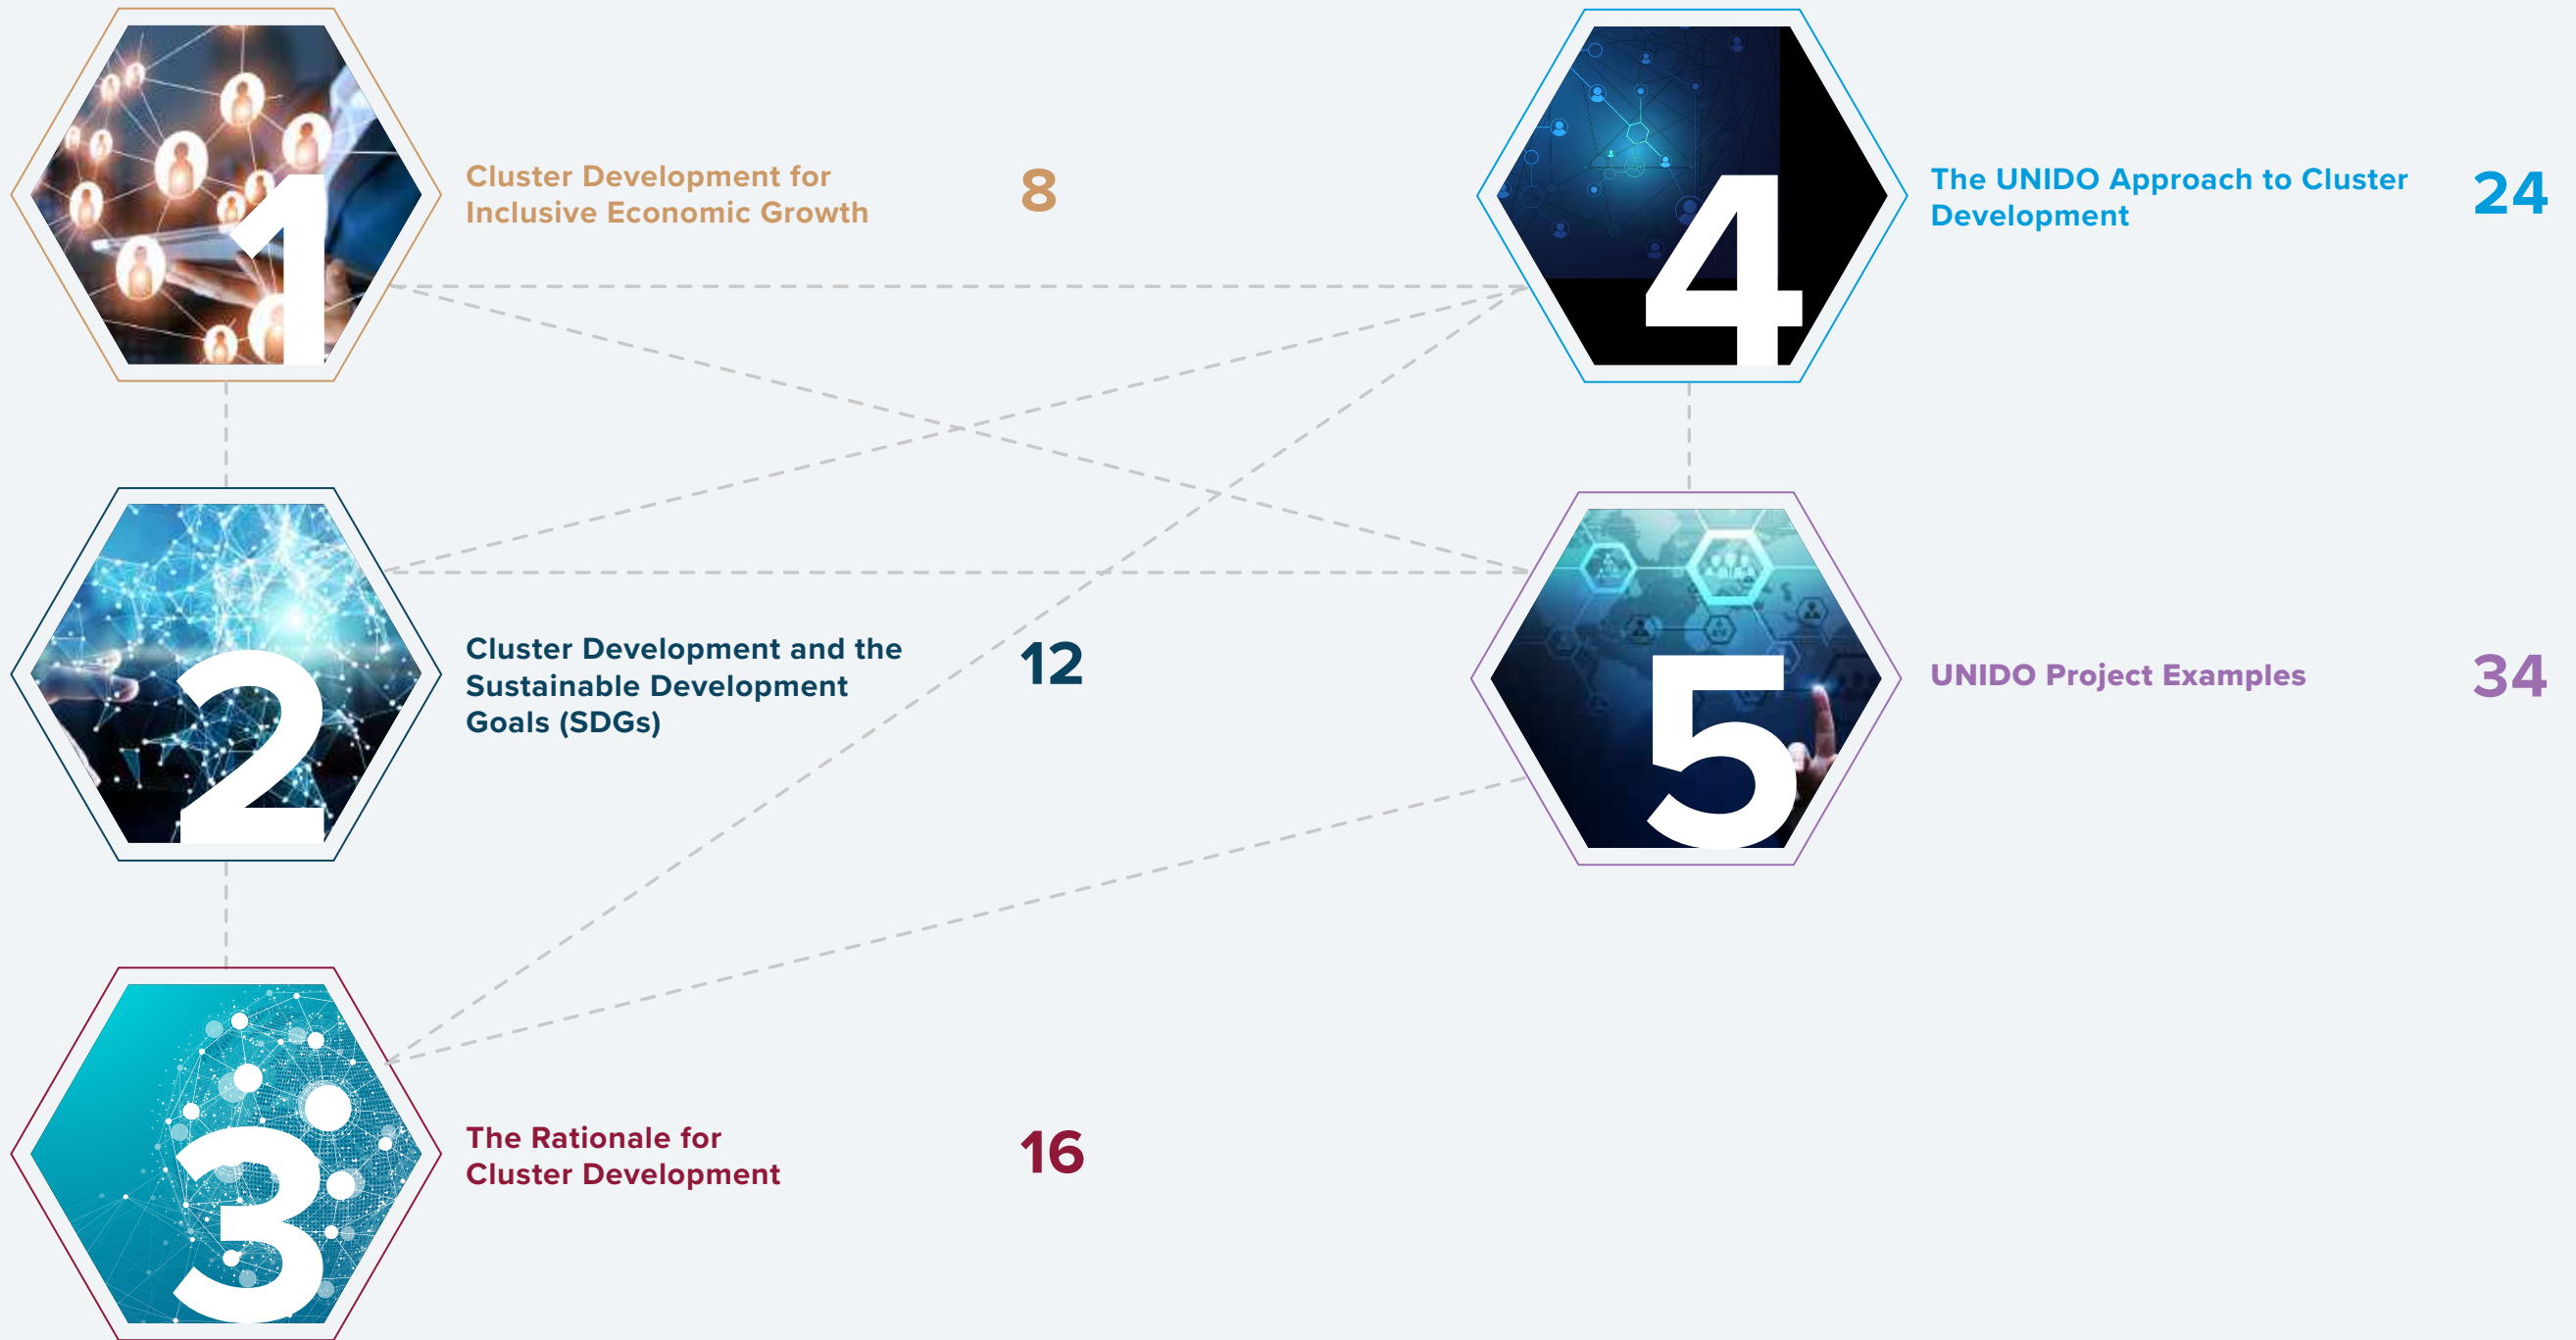 1
Cluster Development for
Inclusive Economic Growth
8
2
Cluster Development and the
Sustainable Development
Goals (SDGs)
12
3
The Rationale for
Cluster Development
16
4
The UNIDO Approach to Cluster
Development
24
5
UNIDO Project Examples
34